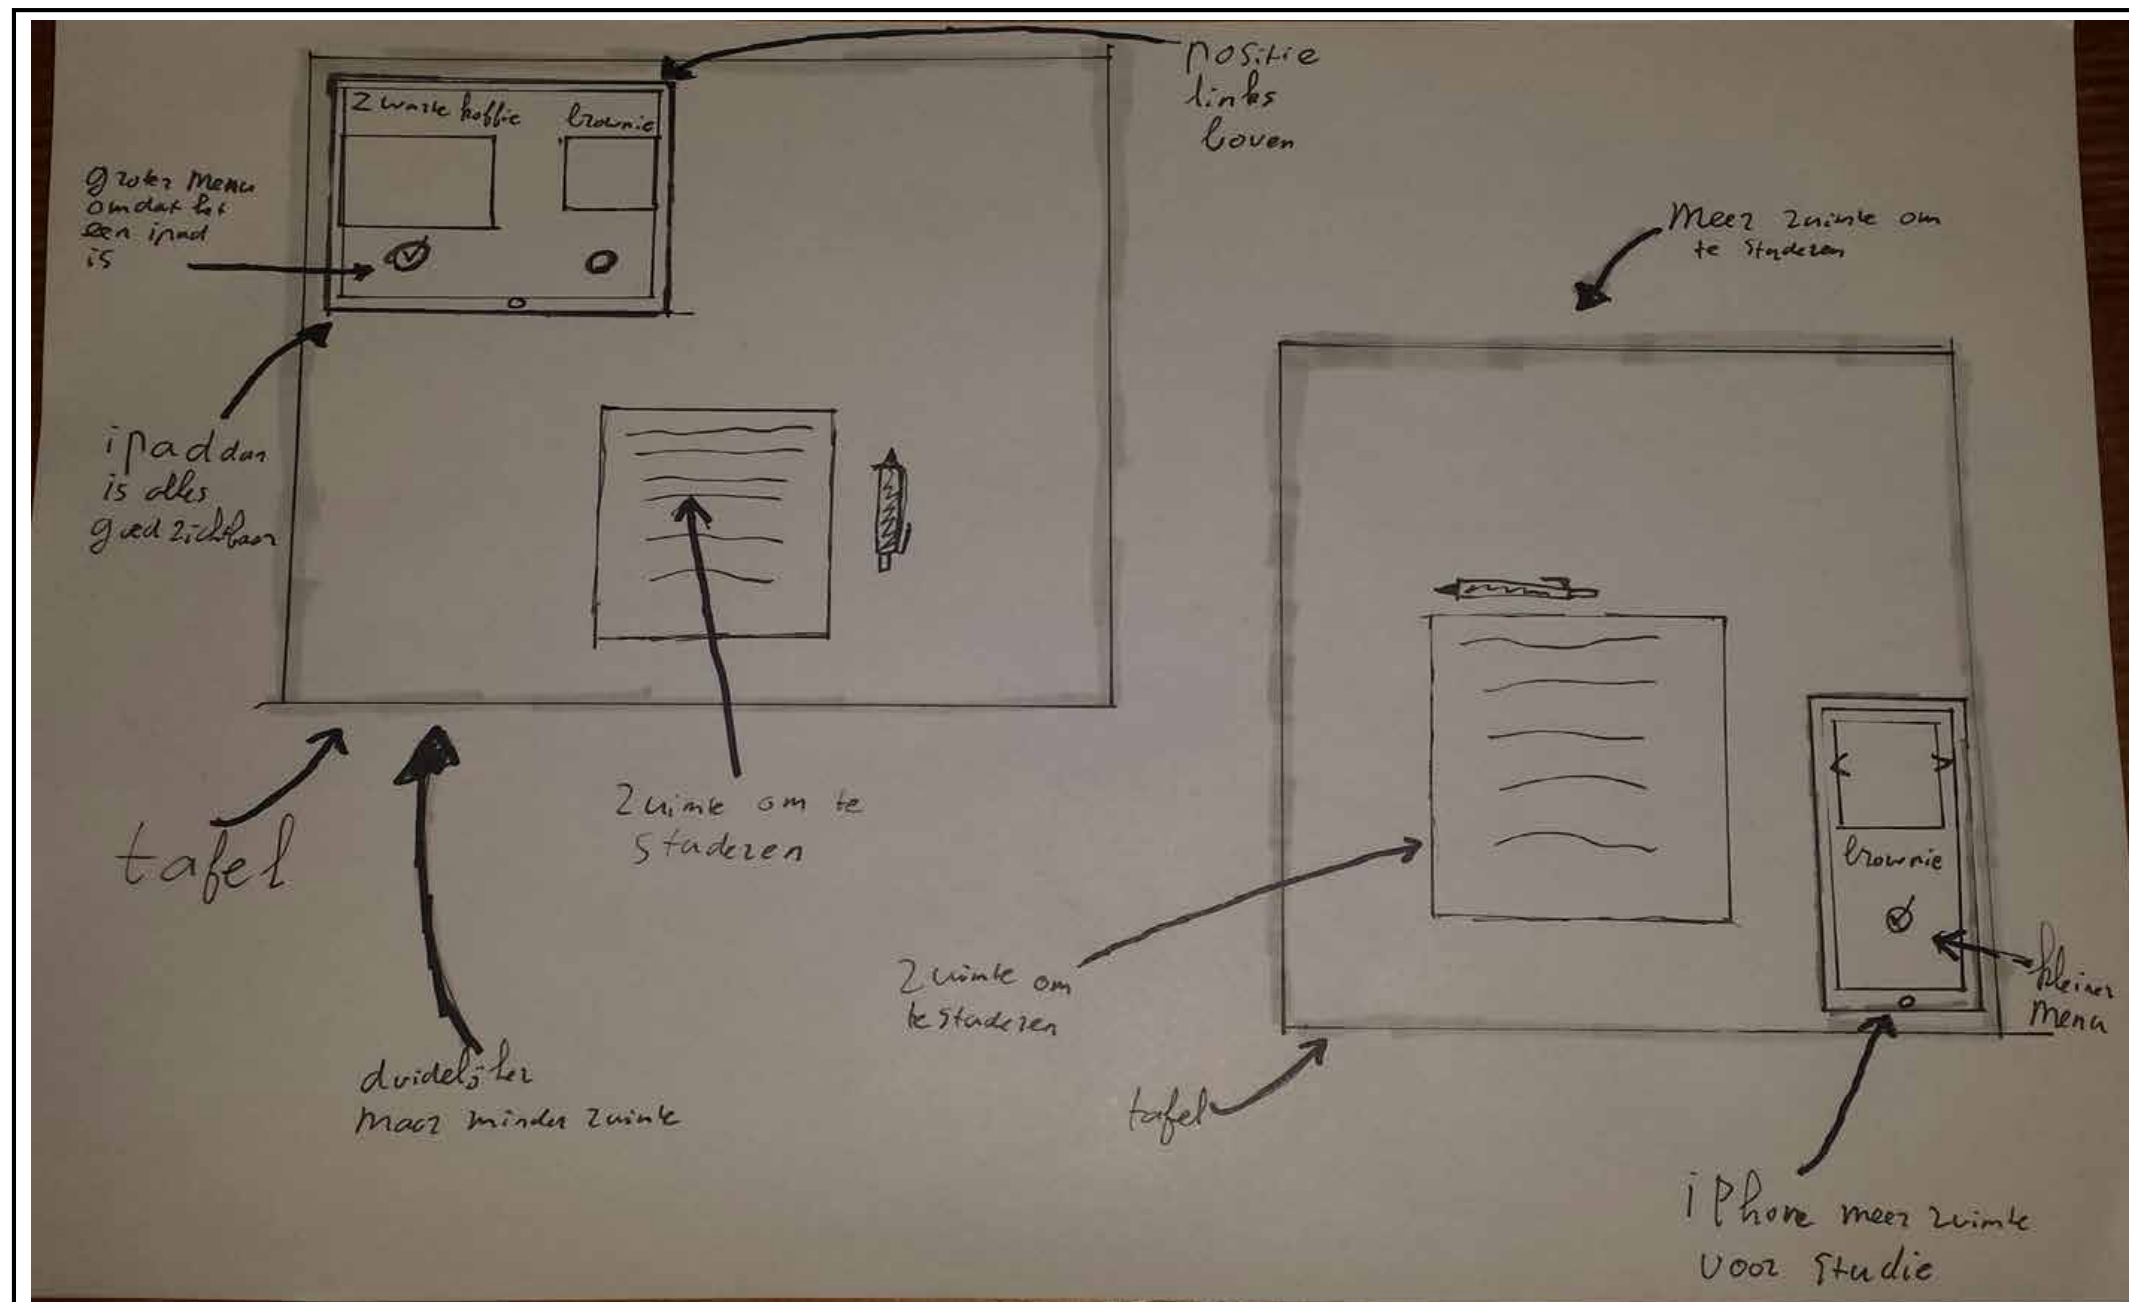 positie
links
boven
zwarte koffie
brownie
groter menu
omdat het
een ipad
is
ipad dan
is alles
goed zichtbaar
Ruimte om te
studeren
tafel
duidelijker
maar minder ruimte
Meer ruimte om
te studeren
brownie
Ruimte om
te studeren
kleiner
menu
tafel
iPhone meer ruimte
voor studie